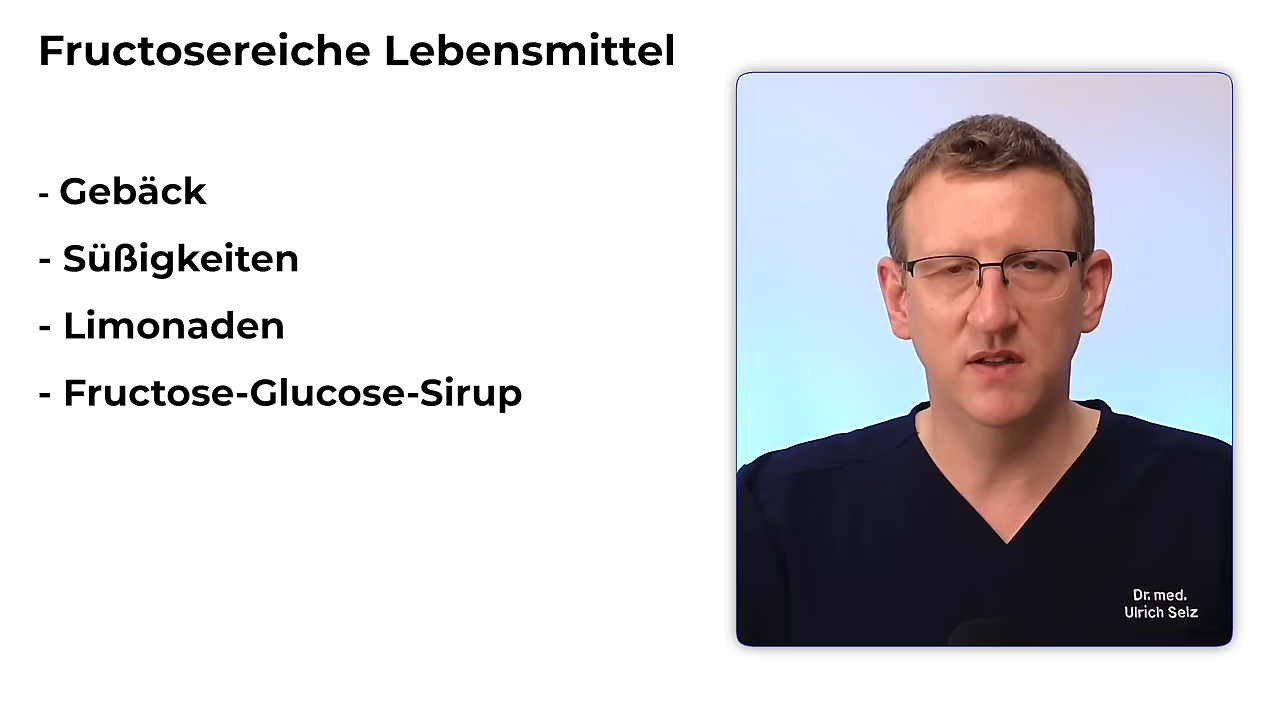 Fructosereiche Lebensmittel
- Gebäck
- Süßigkeiten
- Limonaden
- Fructose-Glucose-Sirup
Dr. med.
Ulrich Selz